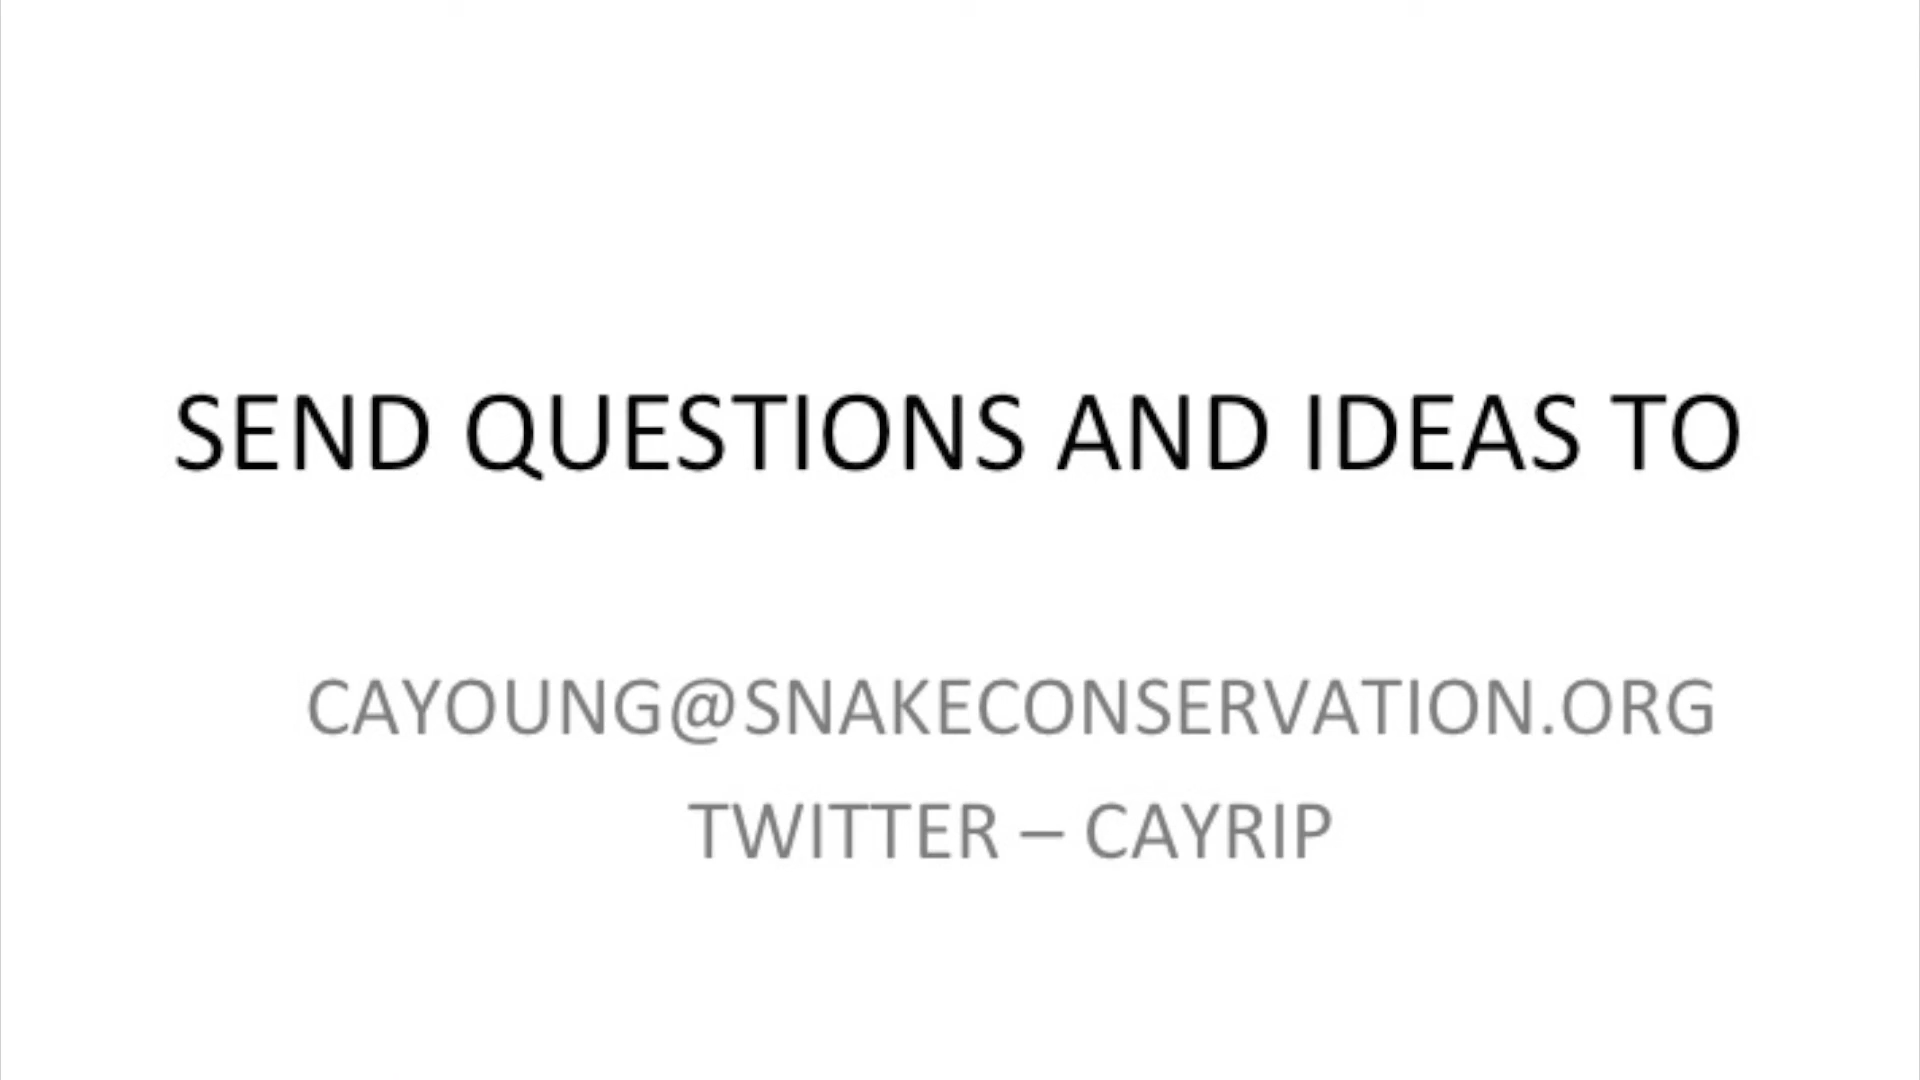 SEND QUESTIONS AND IDEAS TO
CAYOUNG@SNAKECONSERVATION.ORG
TWITTER – CAYRIP